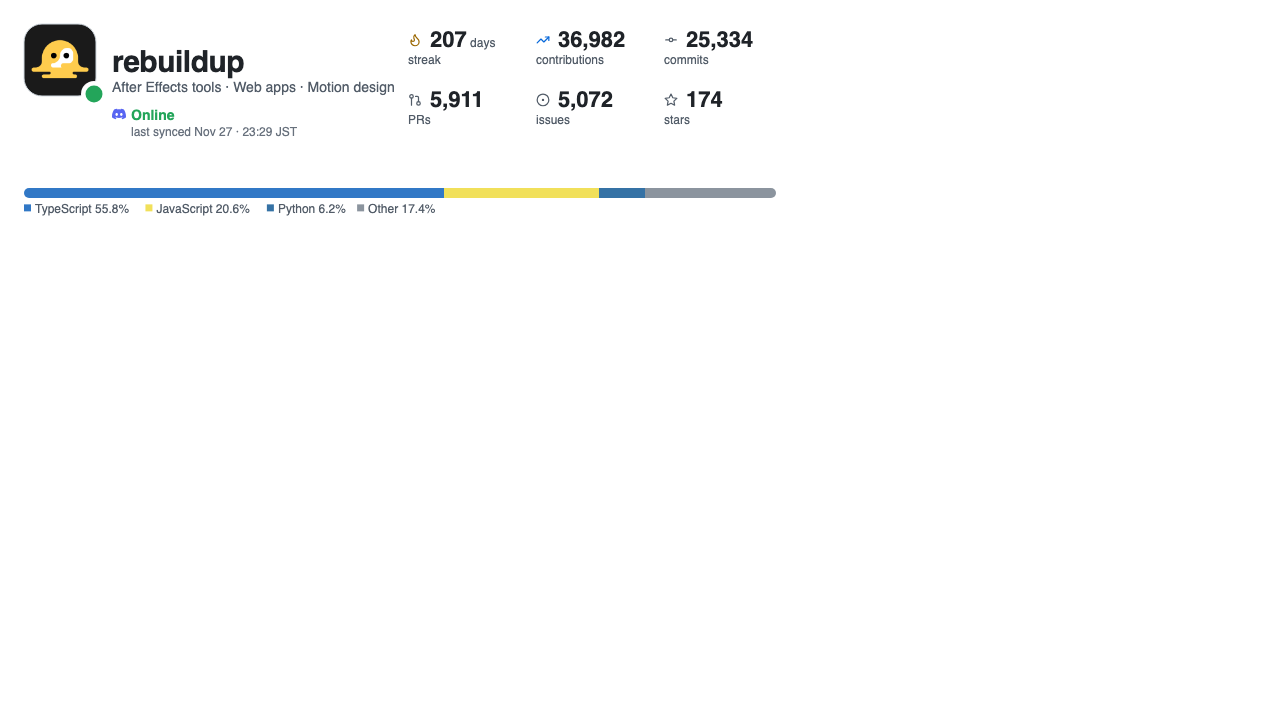 rebuildup
After Effects tools · Web apps · Motion design
Online
last synced Nov 27 · 23:29 JST
207 days
streak
36,982
contributions
25,334
commits
5,911
PRs
5,072
issues
174
stars
TypeScript 55.8%
JavaScript 20.6%
Python 6.2%
Other 17.4%